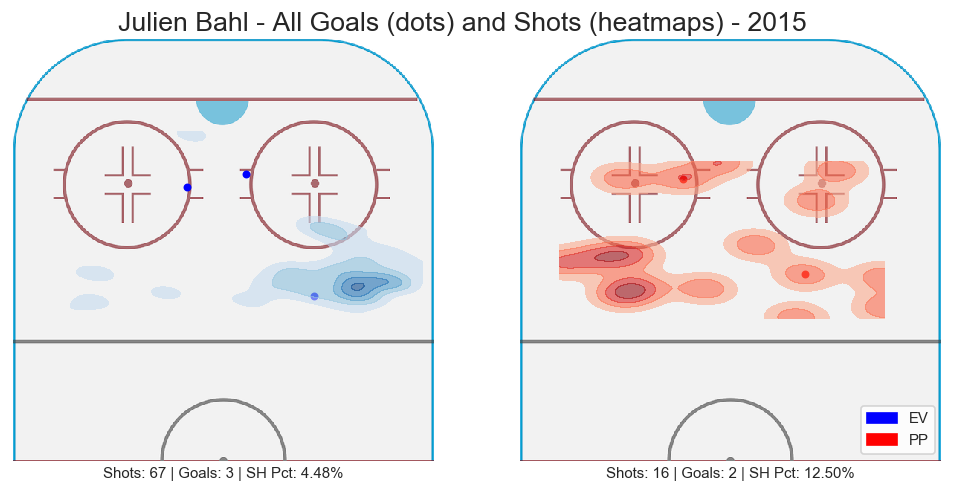 Julien Bahl - All Goals (dots) and Shots (heatmaps) - 2015
EV
PP
Shots: 67 | Goals: 3 | SH Pct: 4.48%
Shots: 16 | Goals: 2 | SH Pct: 12.50%